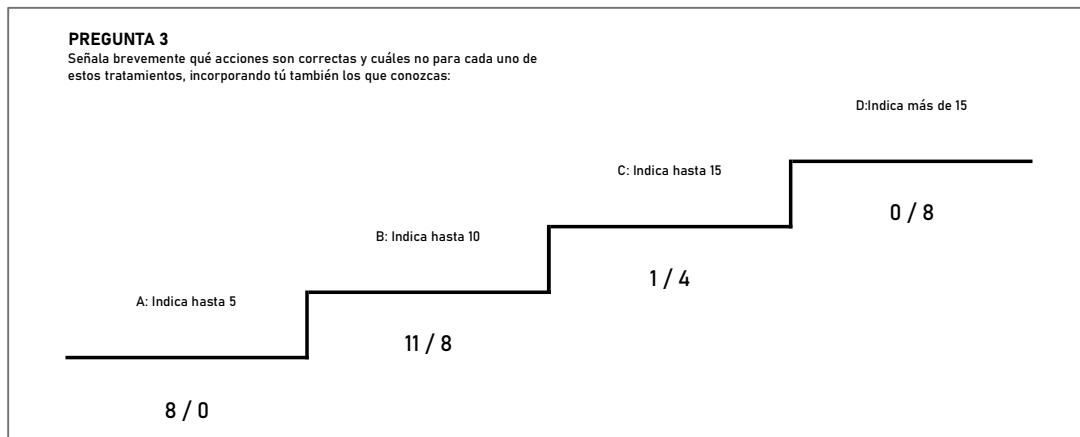 PREGUNTA 3
Señala brevemente qué acciones son correctas y cuáles no para cada uno de
estos tratamientos, incorporando tú también los que conozcas:
D:Indica más de 15
C: Indica hasta 15
0 / 8
B: Indica hasta 10
1 / 4
A: Indica hasta 5
11 / 8
8 / 0